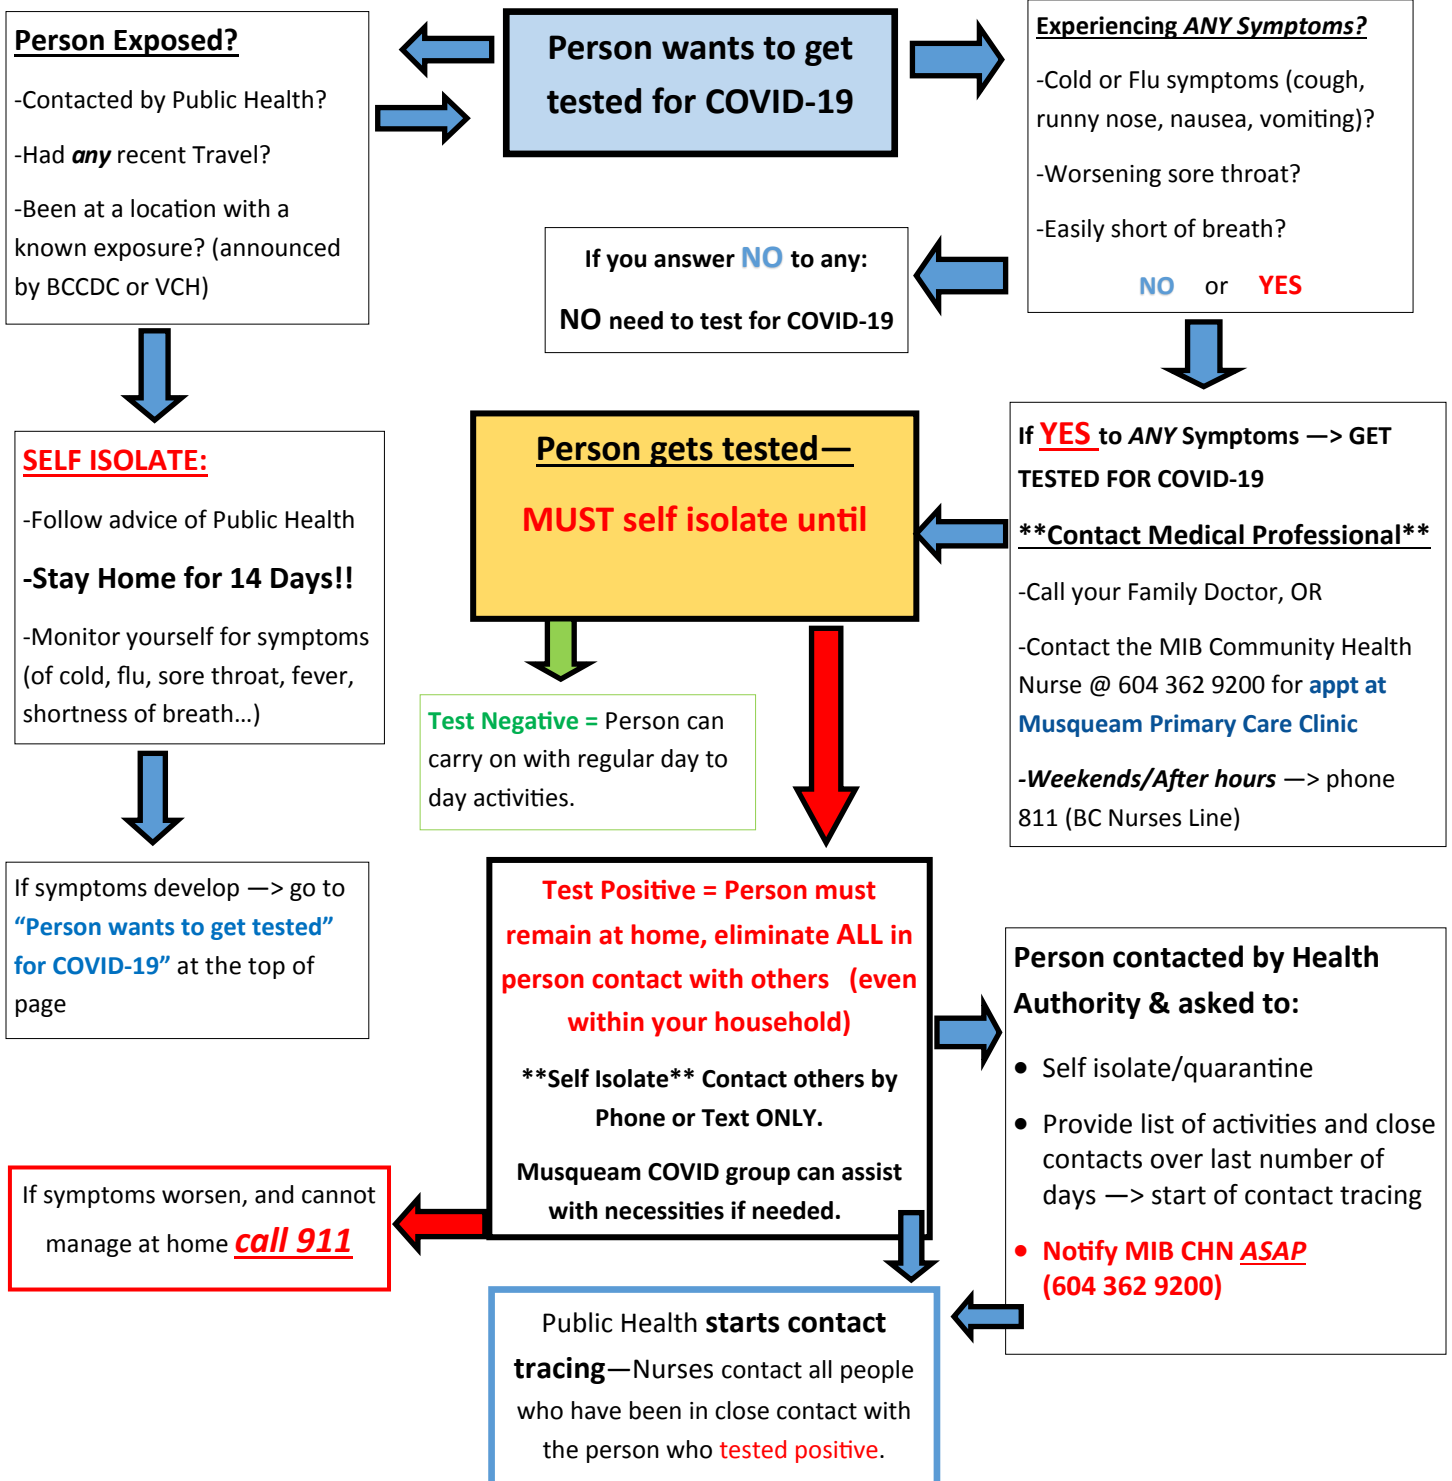 Person wants to get
tested for COVID-19
Person Exposed?
-Contacted by Public Health?
-Had any recent Travel?
-Been at a location with a
known exposure? (announced
by BCCDC or VCH)
Experiencing ANY Symptoms?
-Cold or Flu symptoms (cough,
runny nose, nausea, vomiting)?
-Worsening sore throat?
-Easily short of breath?
NO or YES
If you answer NO to any:
NO need to test for COVID-19
SELF ISOLATE:
-Follow advice of Public Health
-Stay Home for 14 Days!!
-Monitor yourself for symptoms
(of cold, flu, sore throat, fever,
shortness of breath…)
Person gets tested—
MUST self isolate until
If YES to ANY Symptoms —> GET
TESTED FOR COVID-19
**Contact Medical Professional**
-Call your Family Doctor, OR
-Contact the MIB Community Health
Nurse @ 604 362 9200 for appt at
Musqueam Primary Care Clinic
-Weekends/After hours —> phone
811 (BC Nurses Line)
Test Negative = Person can
carry on with regular day to
day activities.
If symptoms develop —> go to
“Person wants to get tested”
for COVID-19” at the top of
page
Test Positive = Person must
remain at home, eliminate ALL in
person contact with others (even
within your household)
**Self Isolate** Contact others by
Phone or Text ONLY.
Musqueam COVID group can assist
with necessities if needed.
Person contacted by Health
Authority & asked to:
• Self isolate/quarantine
• Provide list of activities and close
contacts over last number of
days —> start of contact tracing
• Notify MIB CHN ASAP
(604 362 9200)
If symptoms worsen, and cannot
manage at home call 911
Public Health starts contact
tracing—Nurses contact all people
who have been in close contact with
the person who tested positive.